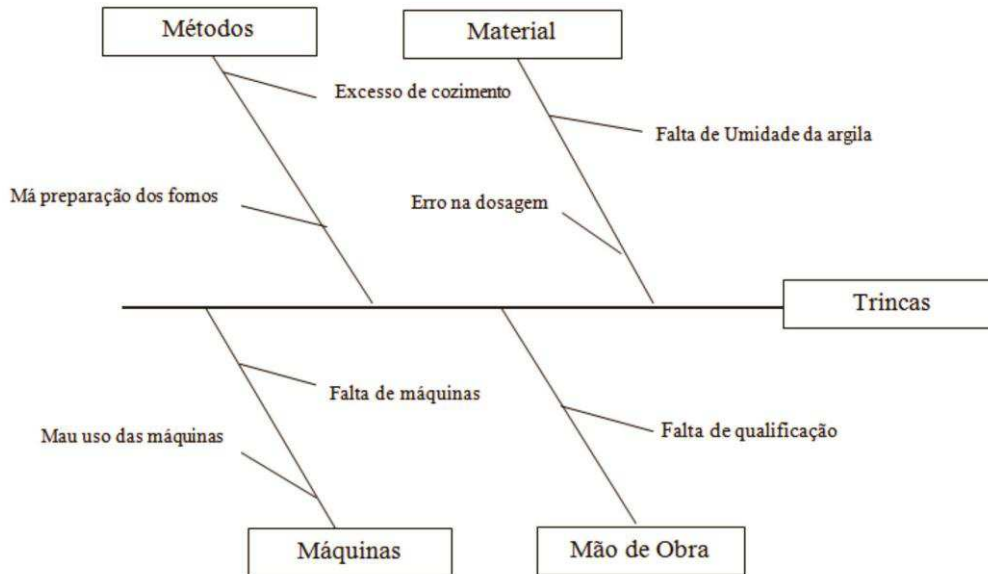 Métodos
Material
Excesso de cozimento
Falta de Umidade da argila
Má preparação dos fornos
Erro na dosagem
Trincas
Falta de máquinas
Mau uso das máquinas
Falta de qualificação
Máquinas
Mão de Obra